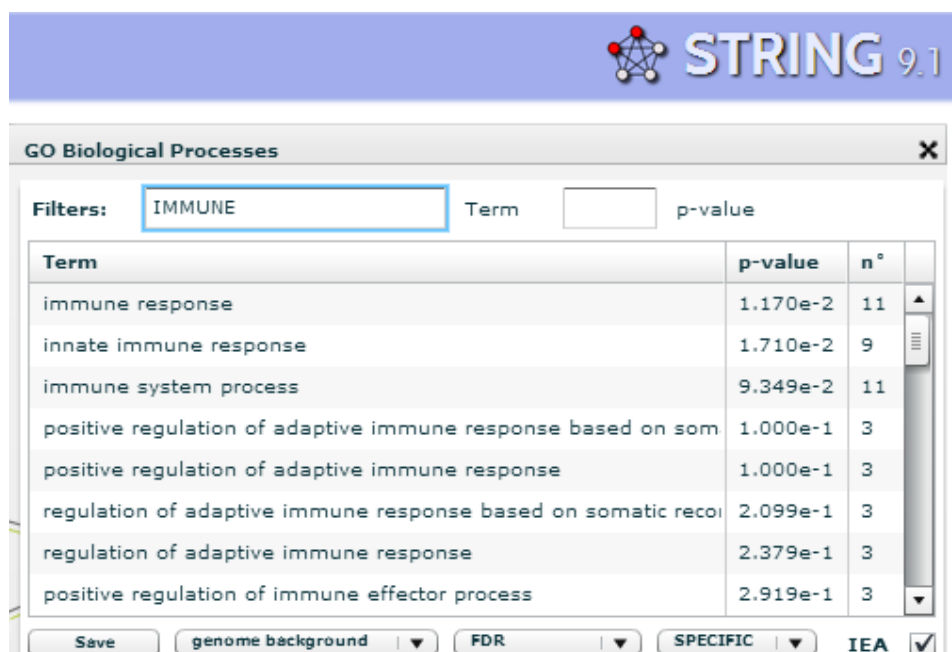 STRING 9.1
GO Biological Processes
Filters: IMMUNE Term p-value
Term p-value n°
immune response 1.170e-2 11
innate immune response 1.710e-2 9
immune system process 9.349e-2 11
positive regulation of adaptive immune response based on som 1.000e-1 3
positive regulation of adaptive immune response 1.000e-1 3
regulation of adaptive immune response based on somatic reco 2.099e-1 3
regulation of adaptive immune response 2.379e-1 3
positive regulation of immune effector process 2.919e-1 3
Save genome background FDR SPECIFIC IEA